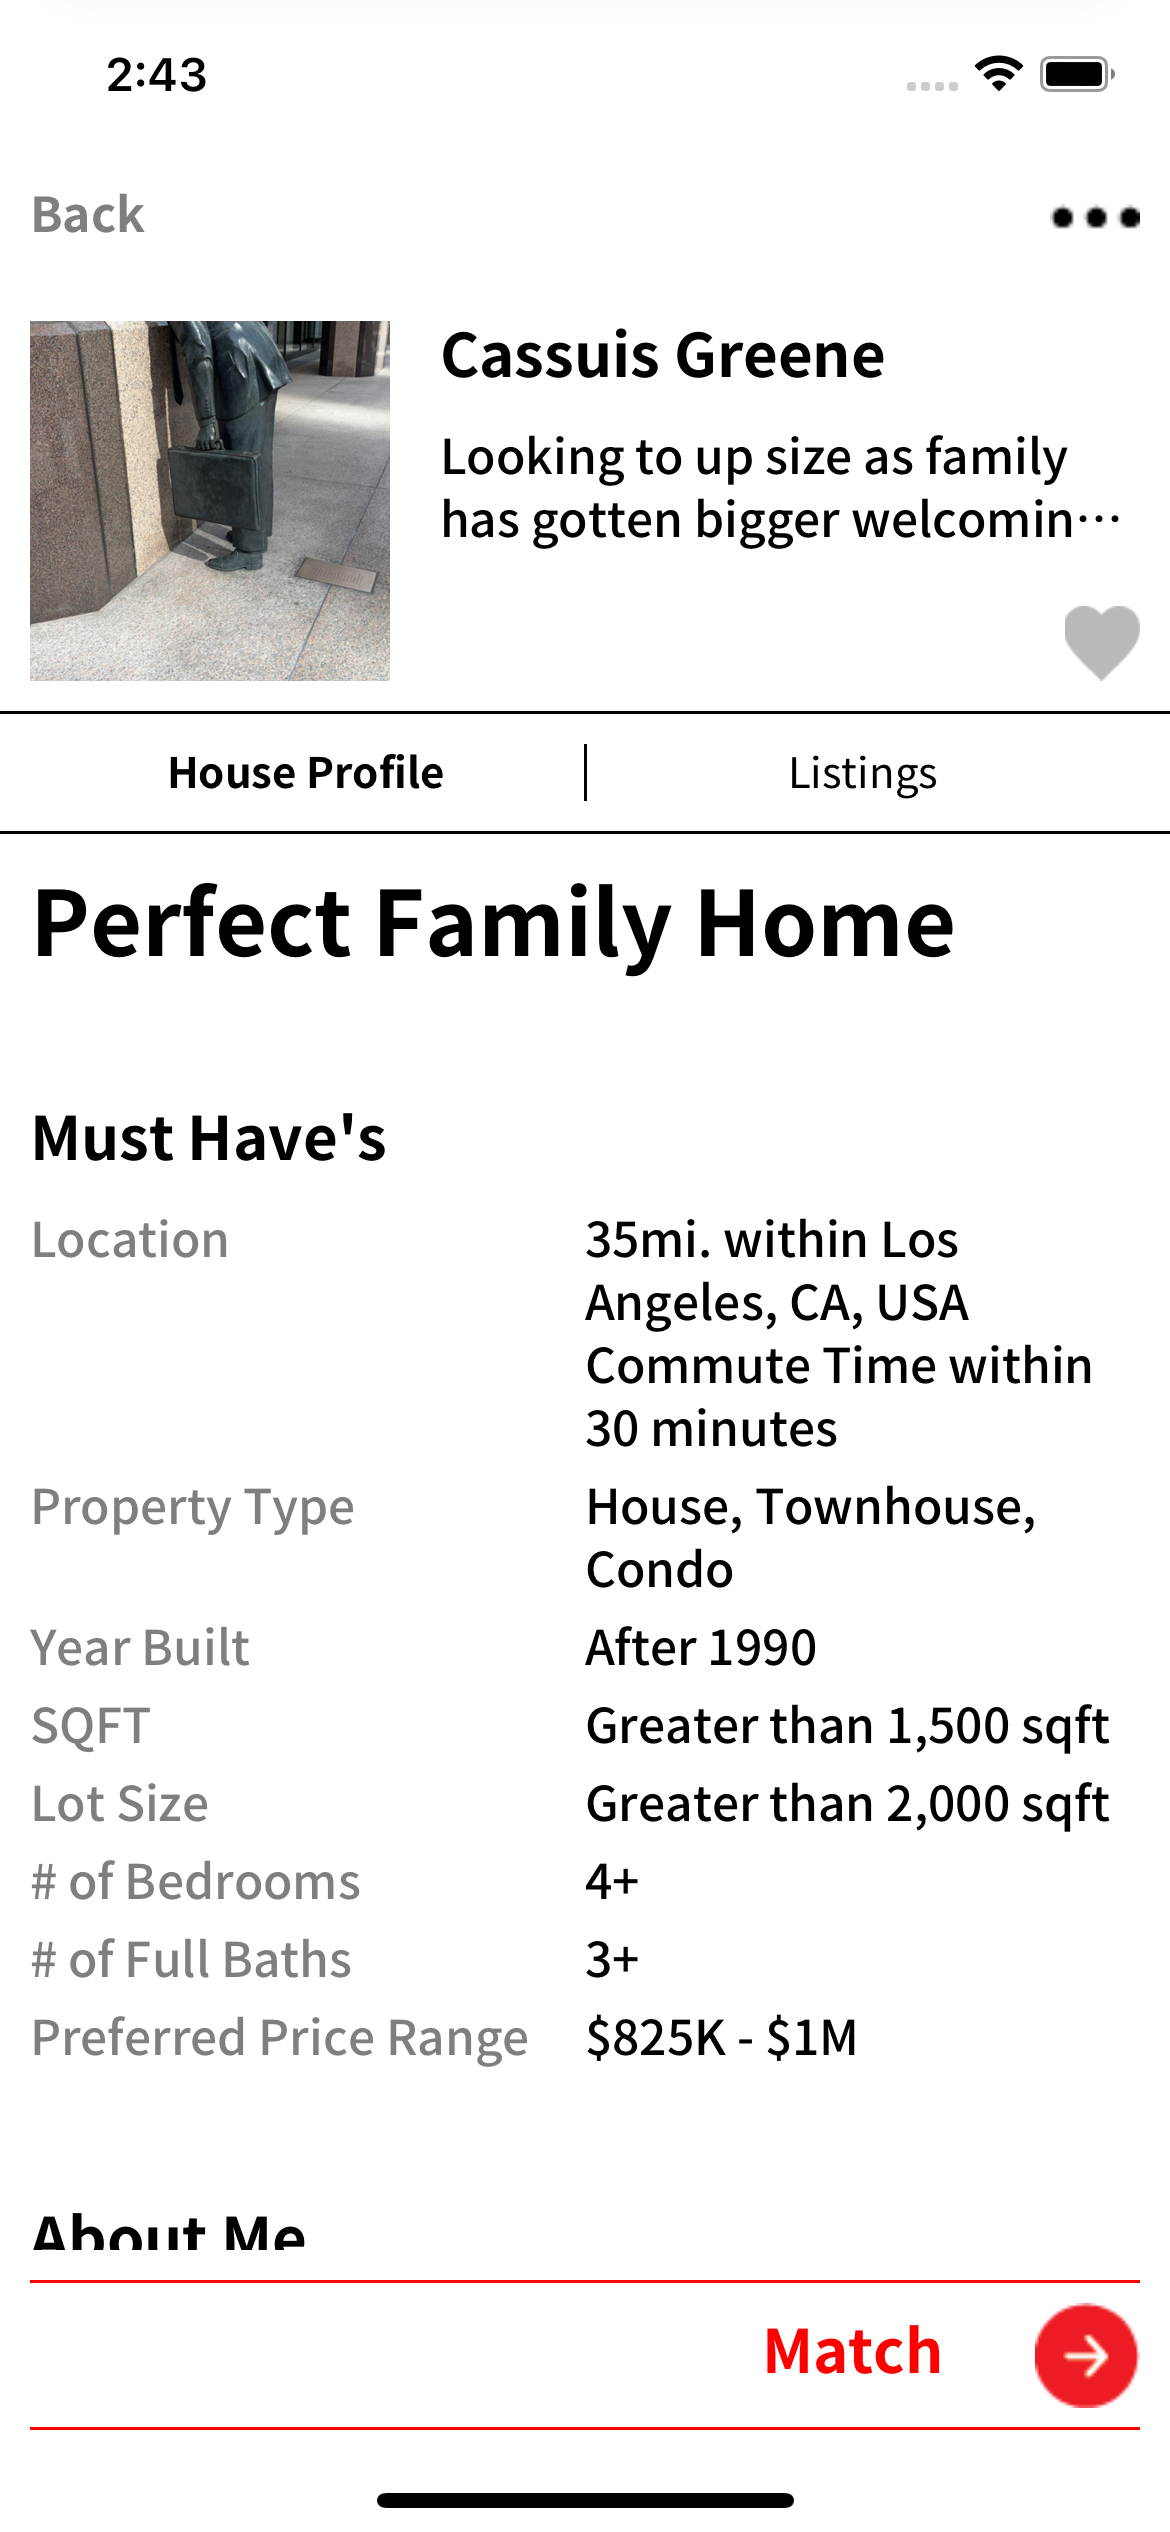 2:43
Back
Cassuis Greene
Looking to up size as family
has gotten bigger welcomin…
House Profile
Listings
Perfect Family Home
Must Have's
Location
35mi. within Los
Angeles, CA, USA
Commute Time within
30 minutes
Property Type
House, Townhouse,
Condo
Year Built
After 1990
SQFT
Greater than 1,500 sqft
Lot Size
Greater than 2,000 sqft
# of Bedrooms
4+
# of Full Baths
3+
Preferred Price Range
$825K - $1M
About Me
Match